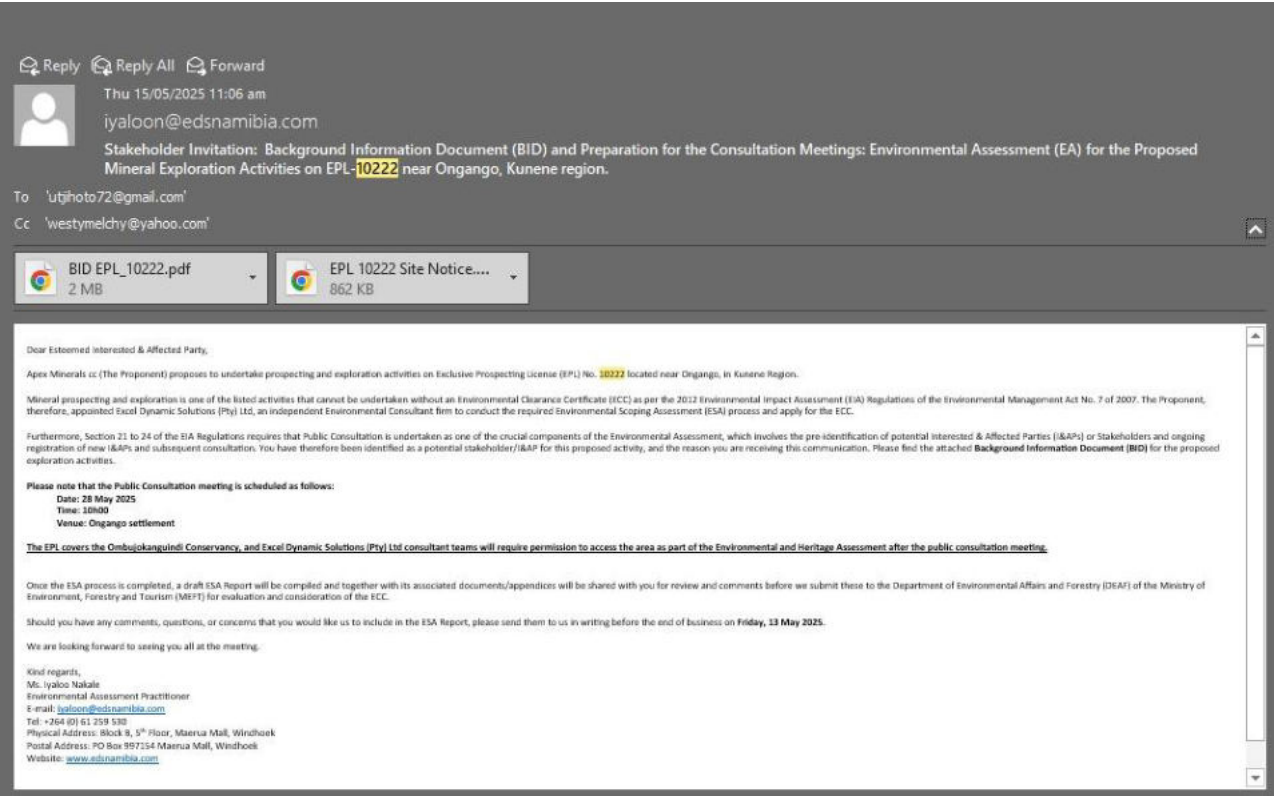 Reply Reply All Forward
Thu 15/05/2025 11:06 am
iyaloon@edsnamibia.com
Stakeholder Invitation: Background Information Document (BID) and Preparation for the Consultation Meetings: Environmental Assessment (EA) for the Proposed
Mineral Exploration Activities on EPL-10222 near Ongango, Kunene region.
To 'utjihoto72@gmail.com'
Cc 'westymelchy@yahoo.com'
BID EPL_10222.pdf
2 MB
EPL 10222 Site Notice....
862 KB
Dear Esteemed Interested & Affected Party,
Apex Minerals cc (The Proponent) proposes to undertake prospecting and exploration activities on Exclusive Prospecting License (EPL) No. 10222 located near Ongango, in Kunene Region.
Mineral prospecting and exploration is one of the listed activities that cannot be undertaken without an Environmental Clearance Certificate (ECC) as per the 2012 Environmental Impact Assessment (EIA) Regulations of the Environmental Management Act No. 7 of 2007. The Proponent,
therefore, appointed Excel Dynamic Solutions (Pty) Ltd, an independent Environmental Consultant firm to conduct the required Environmental Scoping Assessment (ESA) process and apply for the ECC.
Furthermore, Section 21 to 24 of the EIA Regulations requires that Public Consultation is undertaken as one of the crucial components of the Environmental Assessment, which involves the pre-identification of potential Interested & Affected Parties (I&APs) or Stakeholders and ongoing
registration of new I&APs and subsequent consultation. You have therefore been identified as a potential stakeholder/I&AP for this proposed activity, and the reason you are receiving this communication. Please find the attached Background Information Document (BID) for the proposed
exploration activities.
Please note that the Public Consultation meeting is scheduled as follows:
Date: 28 May 2025
Time: 10h00
Venue: Ongango settlement
The EPL covers the Ombujokanguindi Conservancy, and Excel Dynamic Solutions (Pty) Ltd consultant teams will require permission to access the area as part of the Environmental and Heritage Assessment after the public consultation meeting.
Once the ESA process is completed, a draft ESA Report will be compiled and together with its associated documents/appendices will be shared with you for review and comments before we submit these to the Department of Environmental Affairs and Forestry (DEAF) of the Ministry of
Environment, Forestry and Tourism (MEFT) for evaluation and consideration of the ECC.
Should you have any comments, questions, or concerns that you would like us to include in the ESA Report, please send them to us in writing before the end of business on Friday, 13 May 2025.
We are looking forward to seeing you all at the meeting.
Kind regards,
Ms. Iyaloo Nakale
Environmental Assessment Practitioner
E-mail: iyaloon@edsnamibia.com
Tel: +264 (0) 61 259 530
Physical Address: Block B, 5th Floor, Maerua Mall, Windhoek
Postal Address: PO Box 997154 Maerua Mall, Windhoek
Website: www.edsnamibia.com